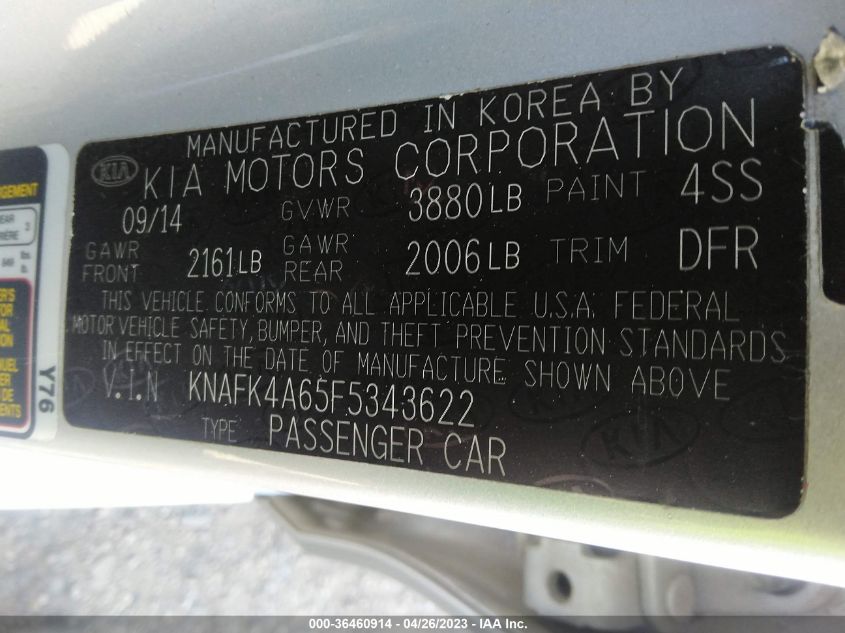 MANUFACTURED IN KOREA BY
KIA KIA MOTORS CORPORATION
09/14 GVWR 3880LB PAINT 4SS
GAWR FRONT 2161LB GAWR REAR 2006LB TRIM DFR
THIS VEHICLE CONFORMS TO ALL APPLICABLE U.S.A. FEDERAL
MOTOR VEHICLE SAFETY, BUMPER, AND THEFT PREVENTION STANDARDS
IN EFFECT ON THE DATE OF MANUFACTURE SHOWN ABOVE
V.I.N KNAFK4A65F5343622
TYPE PASSENGER CAR
Y76
000-36460914 - 04/26/2023 - IAA Inc.